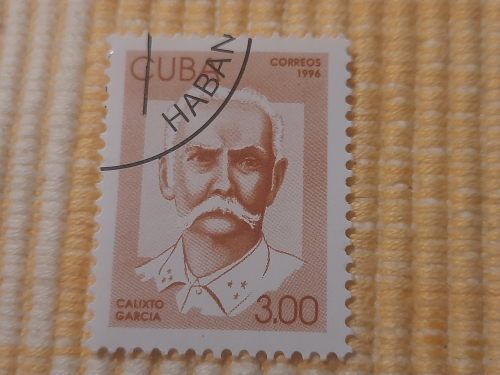 CUBA
CORREOS
1996
HABAN
CALIXTO
GARCIA
3.00